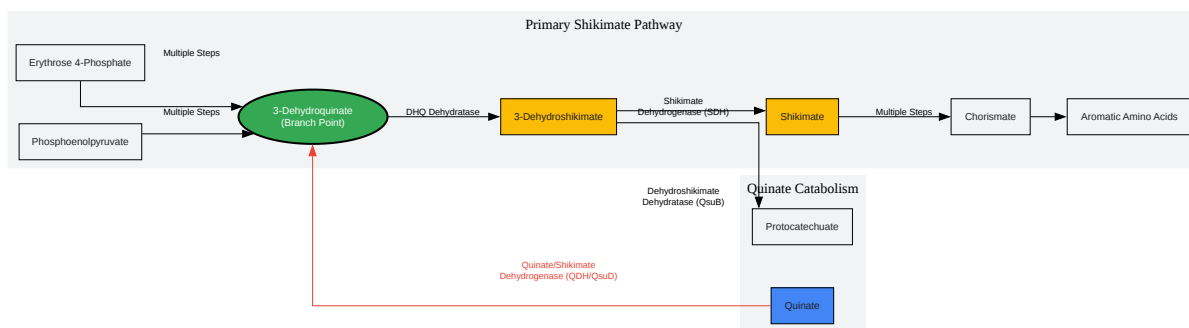 Primary Shikimate Pathway
Erythrose 4-Phosphate
Multiple Steps
Phosphoenolpyruvate
Multiple Steps
3-Dehydroquinate
(Branch Point)
DHQ Dehydratase
3-Dehydroshikimate
Shikimate
Dehydrogenase (SDH)
Shikimate
Multiple Steps
Chorismate
Aromatic Amino Acids
Quinate Catabolism
Dehydroshikimate
Dehydratase (QsuB)
Protocatechuate
Quinate/Shikimate
Dehydrogenase (QDH/QsuD)
Quinate